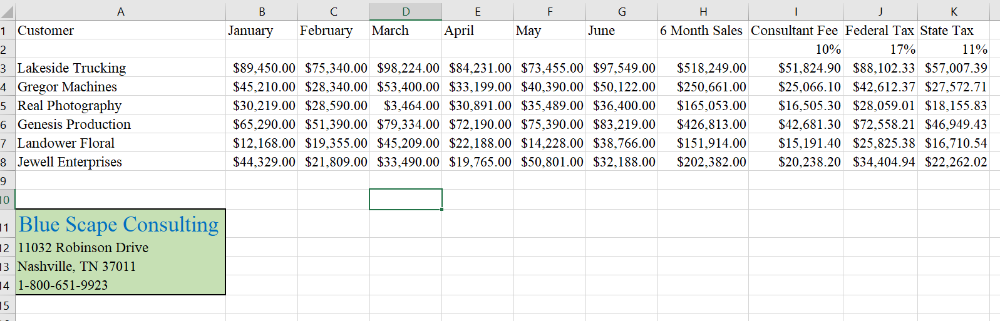 A B C D E F G H I J K
1 Customer January February March April May June 6 Month Sales Consultant Fee Federal Tax State Tax
2 10% 17% 11%
3 Lakeside Trucking $89,450.00 $75,340.00 $98,224.00 $84,231.00 $73,455.00 $97,549.00 $518,249.00 $51,824.90 $88,102.33 $57,007.39
4 Gregor Machines $45,210.00 $28,340.00 $53,400.00 $33,199.00 $40,390.00 $50,122.00 $250,661.00 $25,066.10 $42,612.37 $27,572.71
5 Real Photography $30,219.00 $28,590.00 $3,464.00 $30,891.00 $35,489.00 $36,400.00 $165,053.00 $16,505.30 $28,059.01 $18,155.83
6 Genesis Production $65,290.00 $51,390.00 $79,334.00 $72,190.00 $75,390.00 $83,219.00 $426,813.00 $42,681.30 $72,558.21 $46,949.43
7 Landower Floral $12,168.00 $19,355.00 $45,209.00 $22,188.00 $14,228.00 $38,766.00 $151,914.00 $15,191.40 $25,825.38 $16,710.54
8 Jewell Enterprises $44,329.00 $21,809.00 $33,490.00 $19,765.00 $50,801.00 $32,188.00 $202,382.00 $20,238.20 $34,404.94 $22,262.02
9
10
11 Blue Scape Consulting
12 11032 Robinson Drive
13 Nashville, TN 37011
14 1-800-651-9923
15